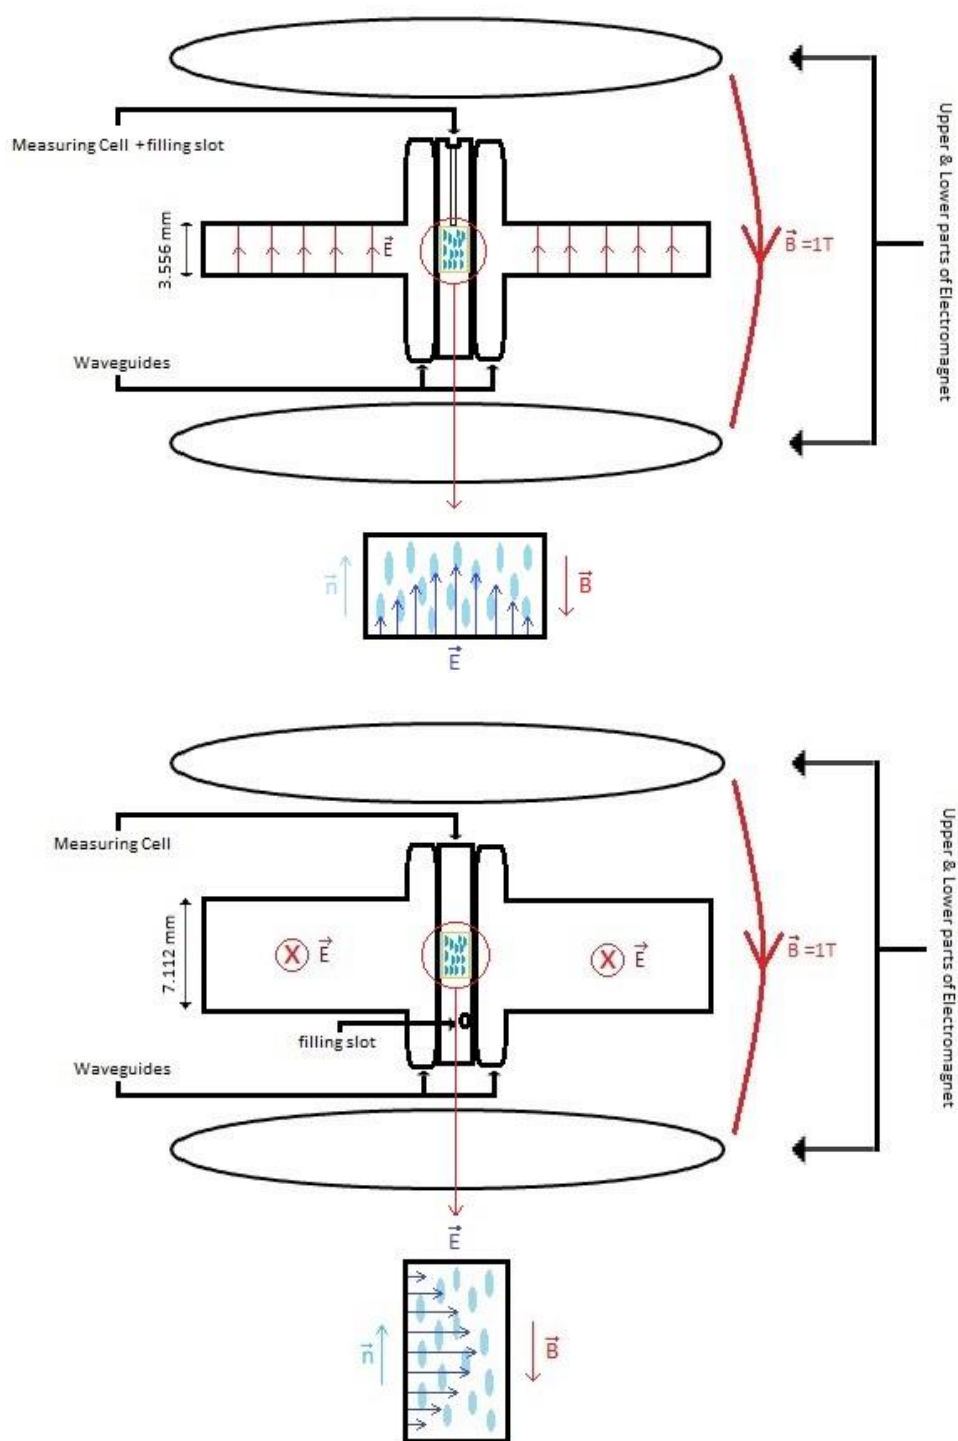 Measuring Cell + filling slot
3.556 mm
E
B =1T
Upper & Lower parts of Electromagnet
Waveguides
n
B
E
Measuring Cell
7.112 mm
X E
X E
B =1T
Upper & Lower parts of Electromagnet
filling slot
Waveguides
E
n
B